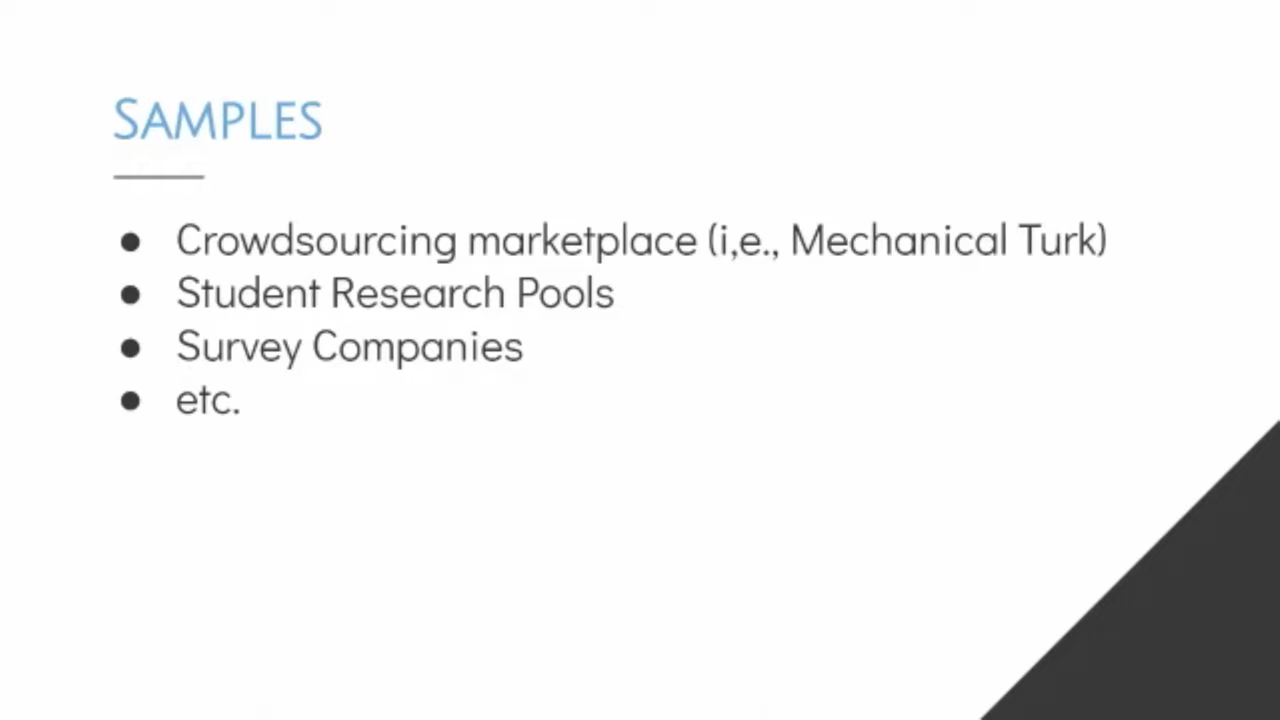 SAMPLES
● Crowdsourcing marketplace (i,e., Mechanical Turk)
● Student Research Pools
● Survey Companies
● etc.